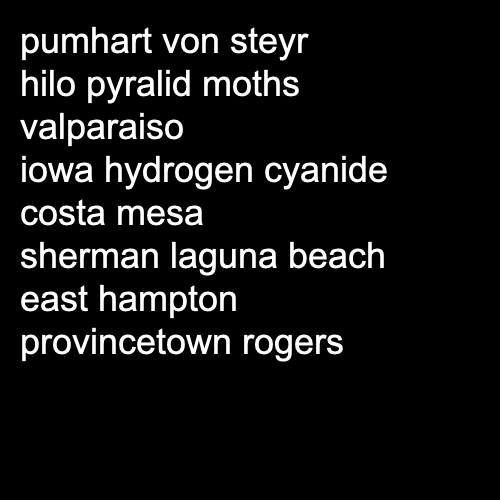 pumhart von steyr
hilo pyralid moths
valparaiso
iowa hydrogen cyanide
costa mesa
sherman laguna beach
east hampton
provincetown rogers